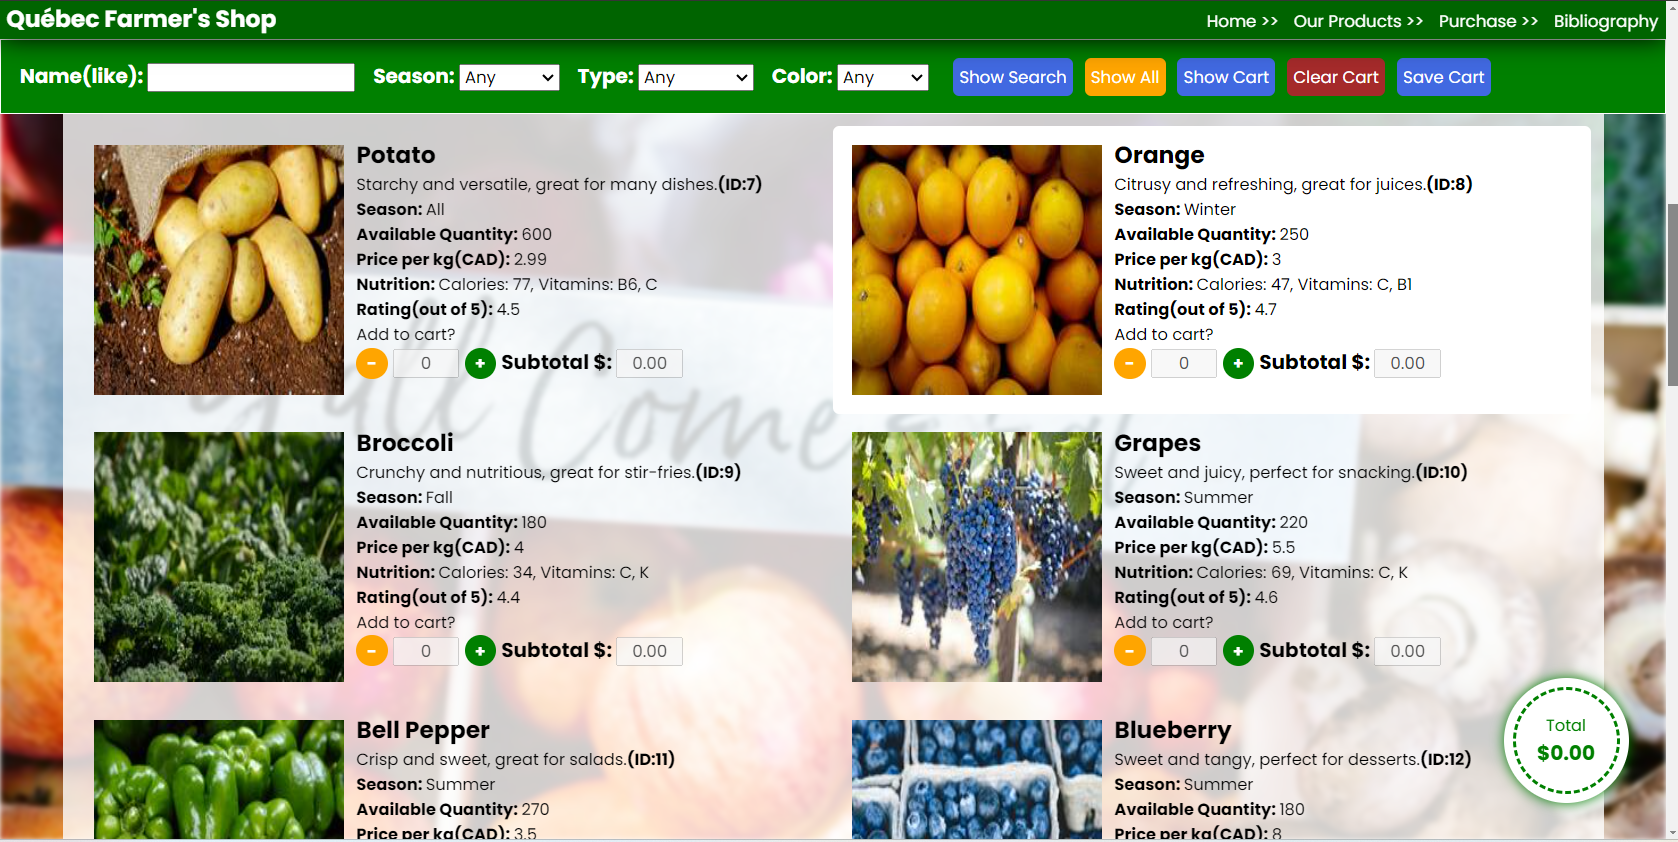 Québec Farmer's Shop
Home >> Our Products >> Purchase >> Bibliography
Name(like): Season: Any Type: Any Color: Any Show Search Show All Show Cart Clear Cart Save Cart
Potato
Starchy and versatile, great for many dishes.(ID:7)
Season: All
Available Quantity: 600
Price per kg(CAD): 2.99
Nutrition: Calories: 77, Vitamins: B6, C
Rating(out of 5): 4.5
Add to cart?
- 0 + Subtotal $: 0.00
Orange
Citrusy and refreshing, great for juices.(ID:8)
Season: Winter
Available Quantity: 250
Price per kg(CAD): 3
Nutrition: Calories: 47, Vitamins: C, B1
Rating(out of 5): 4.7
Add to cart?
- 0 + Subtotal $: 0.00
Broccoli
Crunchy and nutritious, great for stir-fries.(ID:9)
Season: Fall
Available Quantity: 180
Price per kg(CAD): 4
Nutrition: Calories: 34, Vitamins: C, K
Rating(out of 5): 4.4
Add to cart?
- 0 + Subtotal $: 0.00
Grapes
Sweet and juicy, perfect for snacking.(ID:10)
Season: Summer
Available Quantity: 220
Price per kg(CAD): 5.5
Nutrition: Calories: 69, Vitamins: C, K
Rating(out of 5): 4.6
Add to cart?
- 0 + Subtotal $: 0.00
Bell Pepper
Crisp and sweet, great for salads.(ID:11)
Season: Summer
Available Quantity: 270
Price per kg(CAD): 3.5
Blueberry
Sweet and tangy, perfect for desserts.(ID:12)
Season: Summer
Available Quantity: 180
Price per kg(CAD): 8
Total
$0.00
Y'all Come